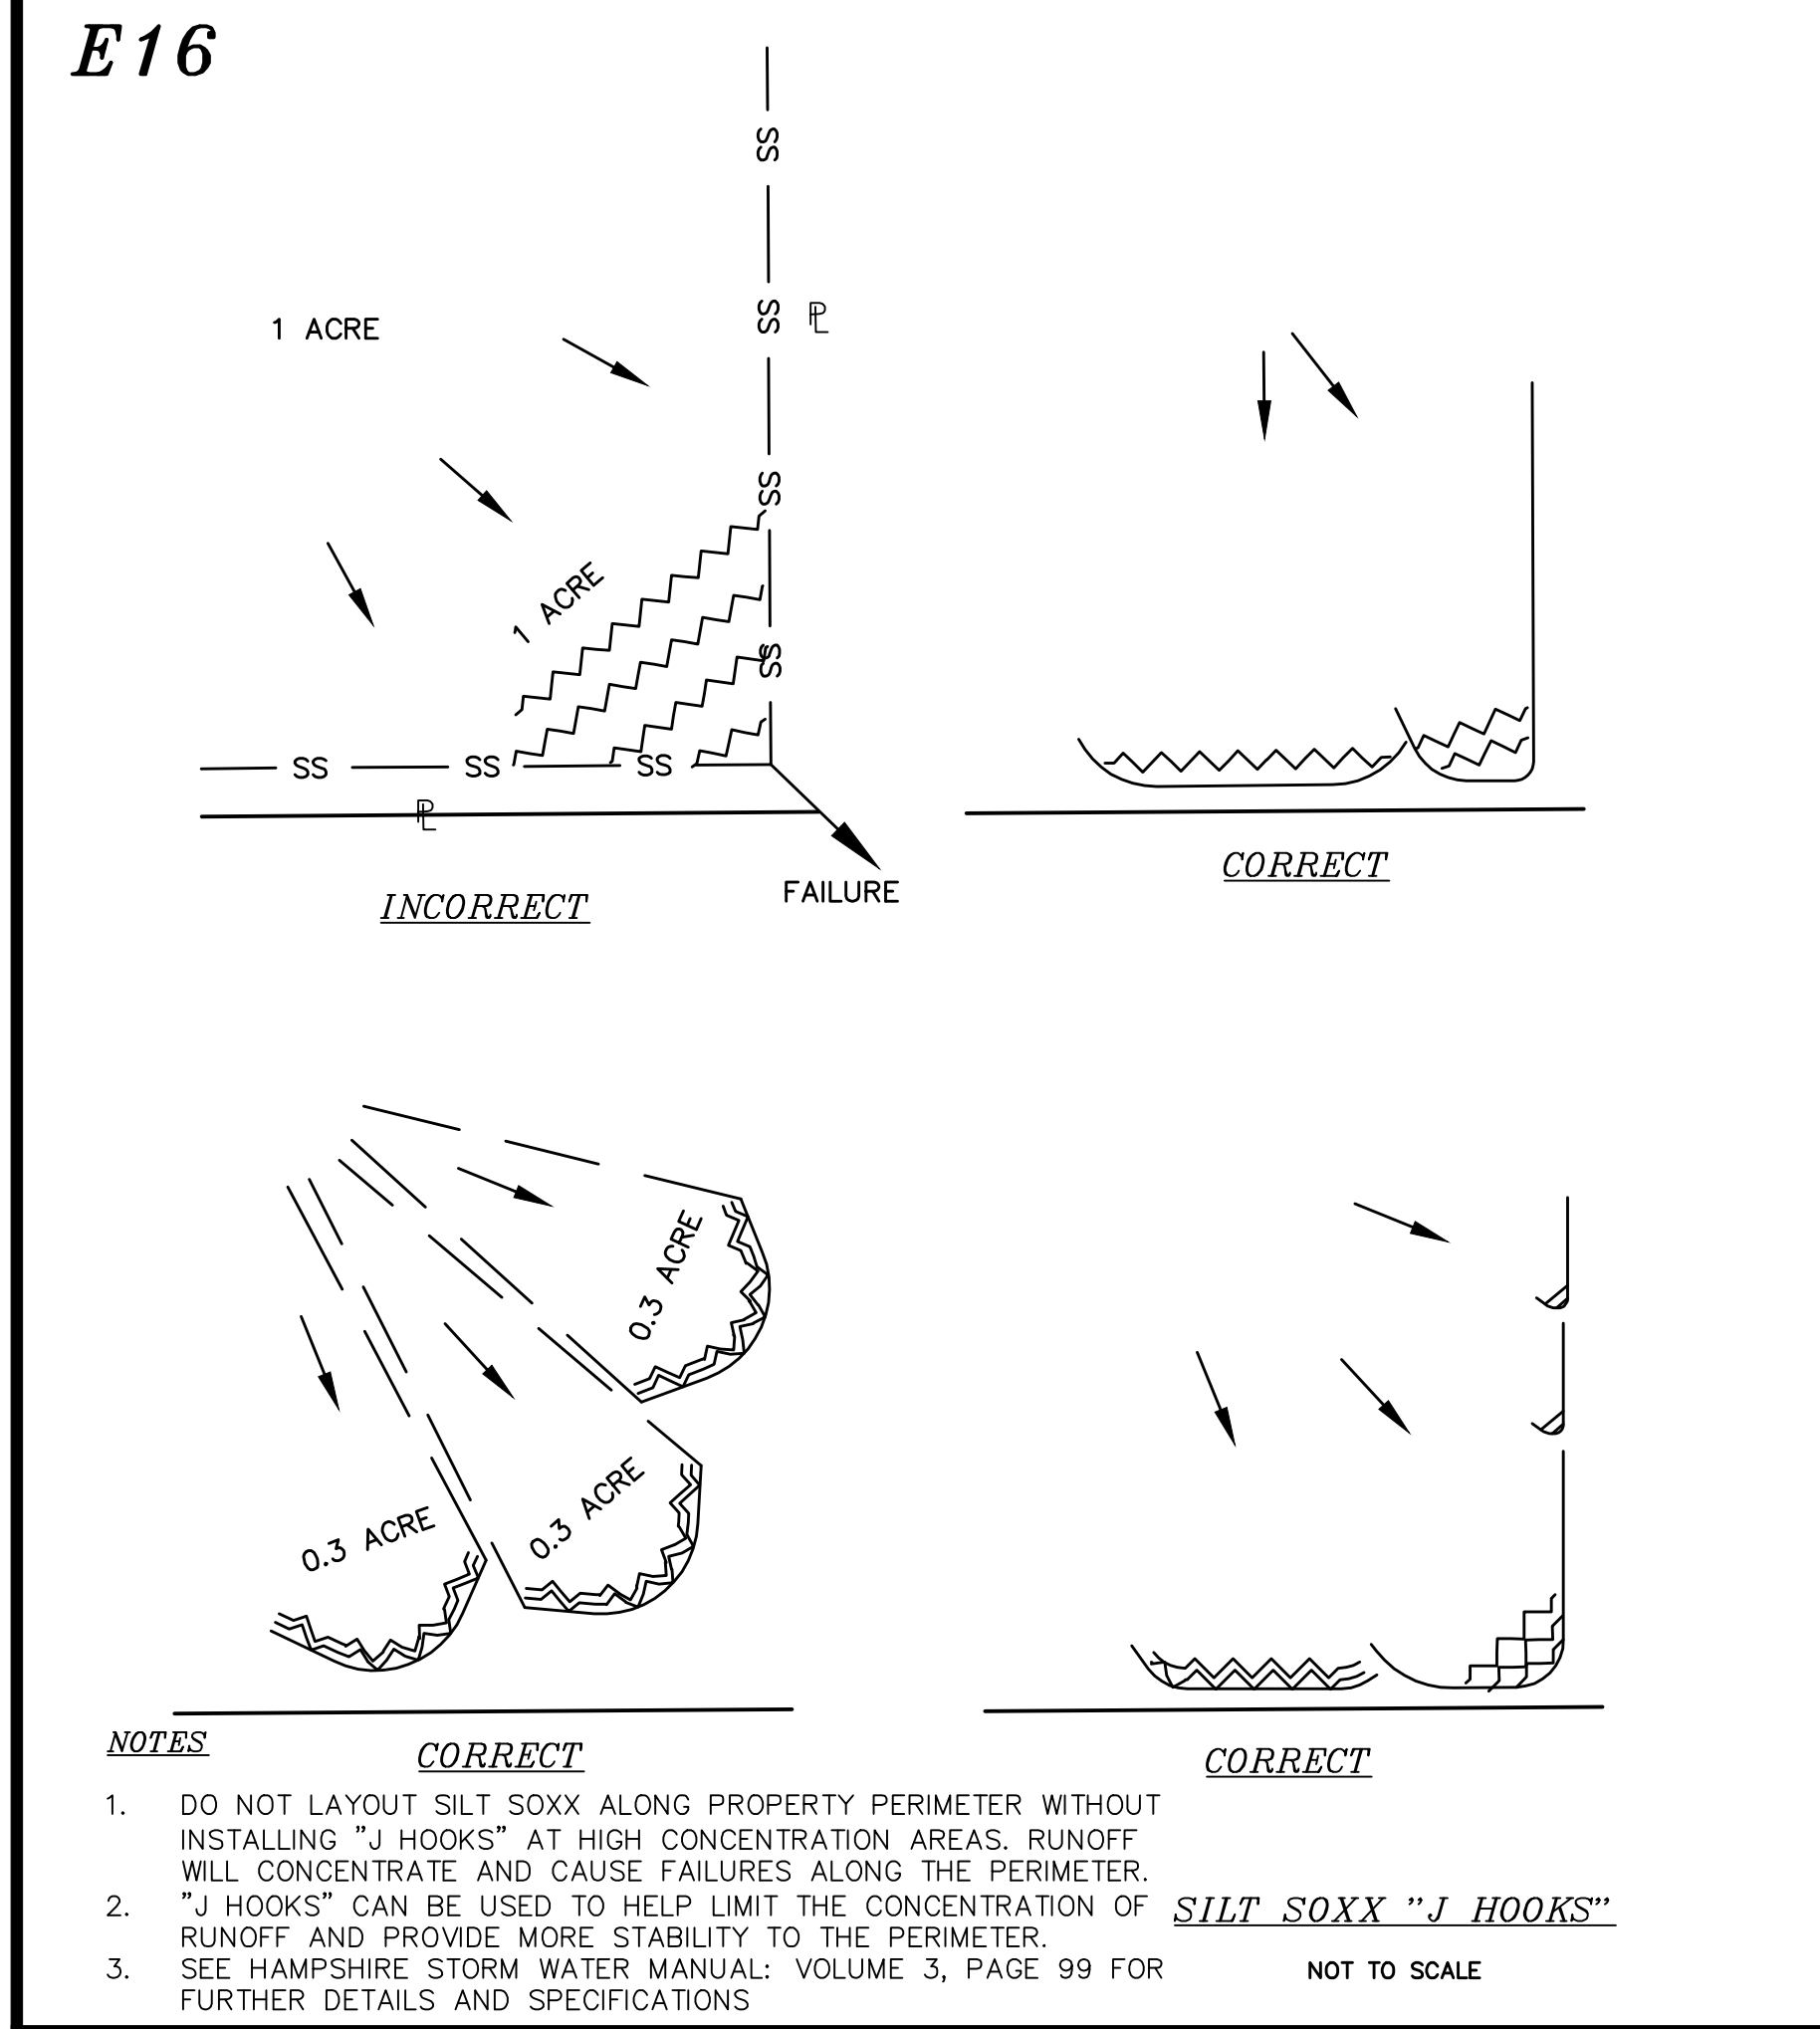 E16
SS
1 ACRE
SS ⅊
SS
1 ACRE
SS
SS SS SS
⅊
INCORRECT
FAILURE
CORRECT
0.3 ACRE
0.3 ACRE
0.3 ACRE
NOTES
CORRECT
CORRECT
1. DO NOT LAYOUT SILT SOXX ALONG PROPERTY PERIMETER WITHOUT
INSTALLING "J HOOKS" AT HIGH CONCENTRATION AREAS. RUNOFF
WILL CONCENTRATE AND CAUSE FAILURES ALONG THE PERIMETER.
2. "J HOOKS" CAN BE USED TO HELP LIMIT THE CONCENTRATION OF
RUNOFF AND PROVIDE MORE STABILITY TO THE PERIMETER.
3. SEE HAMPSHIRE STORM WATER MANUAL: VOLUME 3, PAGE 99 FOR
FURTHER DETAILS AND SPECIFICATIONS
SILT SOXX "J HOOKS"
NOT TO SCALE